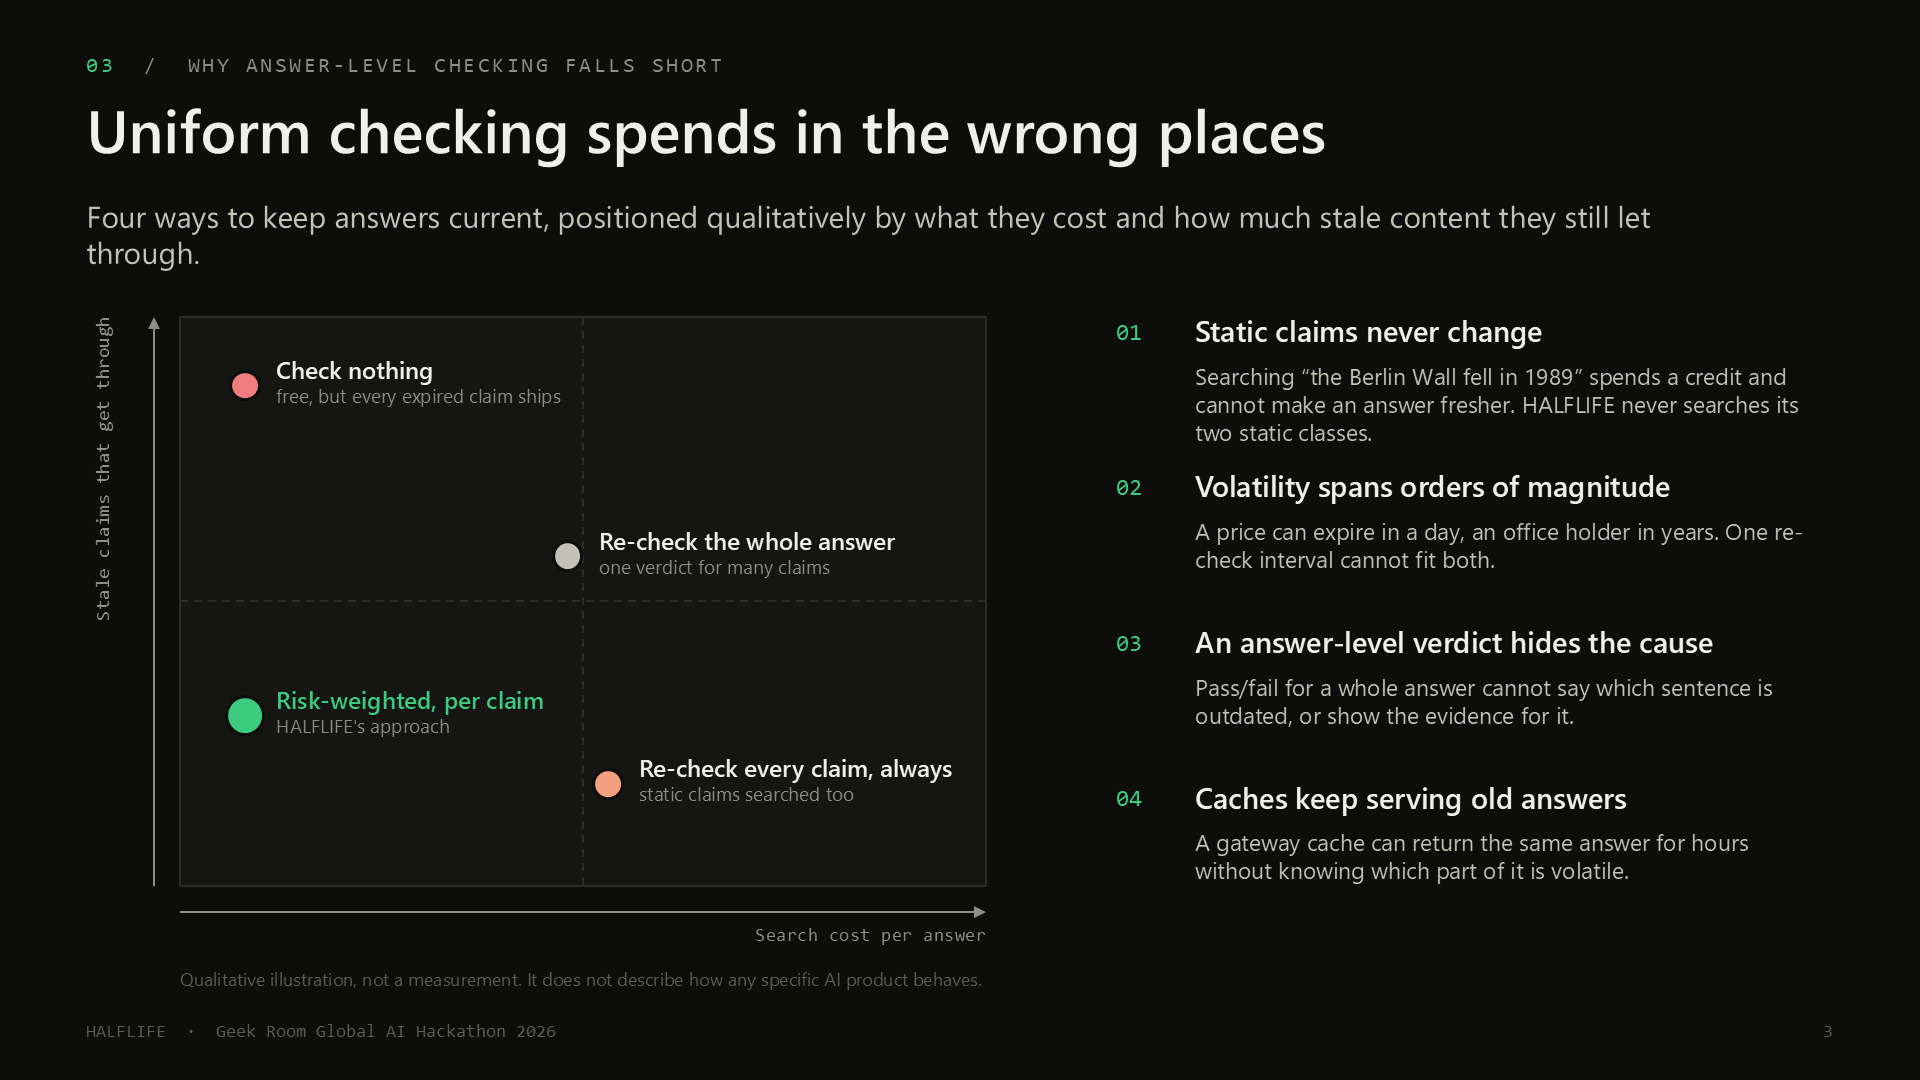 03 / WHY ANSWER-LEVEL CHECKING FALLS SHORT
Uniform checking spends in the wrong places
Four ways to keep answers current, positioned qualitatively by what they cost and how much stale content they still let
through.
Stale claims that get through
Check nothing
free, but every expired claim ships
Re-check the whole answer
one verdict for many claims
Risk-weighted, per claim
HALFLIFE's approach
Re-check every claim, always
static claims searched too
Search cost per answer
Qualitative illustration, not a measurement. It does not describe how any specific AI product behaves.
01 Static claims never change
Searching “the Berlin Wall fell in 1989” spends a credit and
cannot make an answer fresher. HALFLIFE never searches its
two static classes.
02 Volatility spans orders of magnitude
A price can expire in a day, an office holder in years. One re-
check interval cannot fit both.
03 An answer-level verdict hides the cause
Pass/fail for a whole answer cannot say which sentence is
outdated, or show the evidence for it.
04 Caches keep serving old answers
A gateway cache can return the same answer for hours
without knowing which part of it is volatile.
HALFLIFE · Geek Room Global AI Hackathon 2026
3